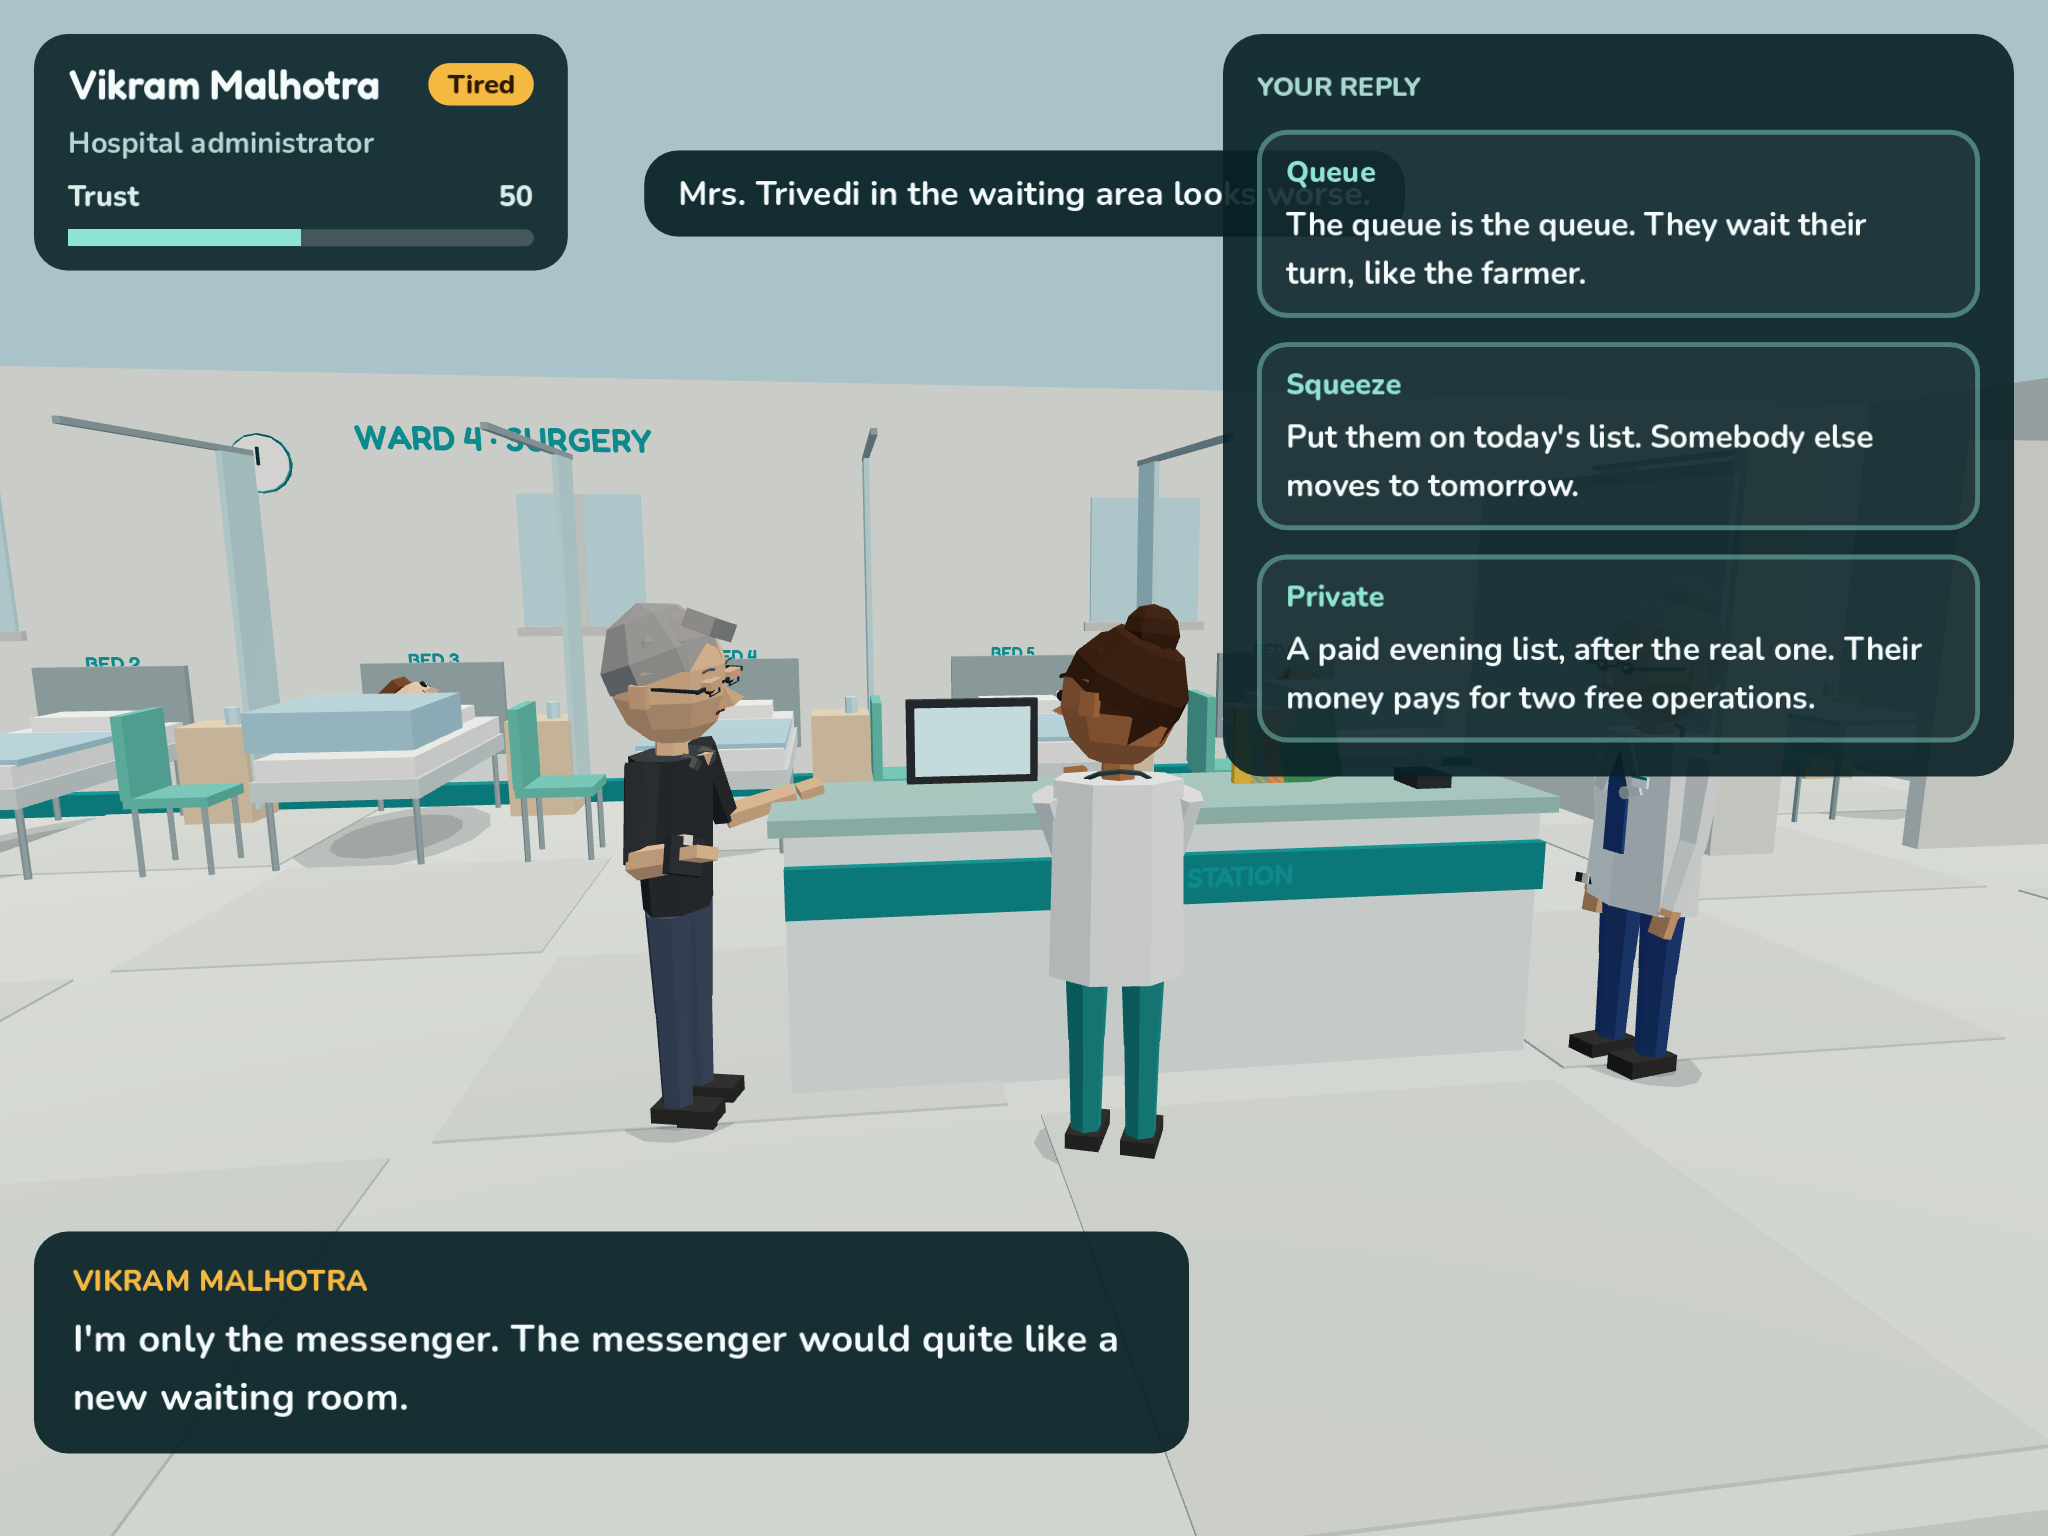 Vikram Malhotra
Tired
Hospital administrator
Trust
50
Mrs. Trivedi in the waiting area looks worse.
YOUR REPLY
Queue
The queue is the queue. They wait their
turn, like the farmer.
Squeeze
Put them on today's list. Somebody else
moves to tomorrow.
Private
A paid evening list, after the real one. Their
money pays for two free operations.
WARD 4 · SURGERY
BED 2
BED 3
BED 4
BED 5
STATION
VIKRAM MALHOTRA
I'm only the messenger. The messenger would quite like a
new waiting room.